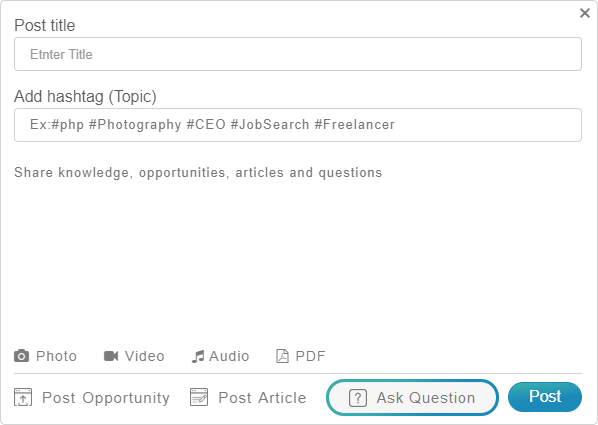 Post title
Etnter Title
Add hashtag (Topic)
Ex:#php #Photography #CEO #JobSearch #Freelancer
Share knowledge, opportunities, articles and questions
Photo Video Audio PDF
Post Opportunity Post Article ? Ask Question Post